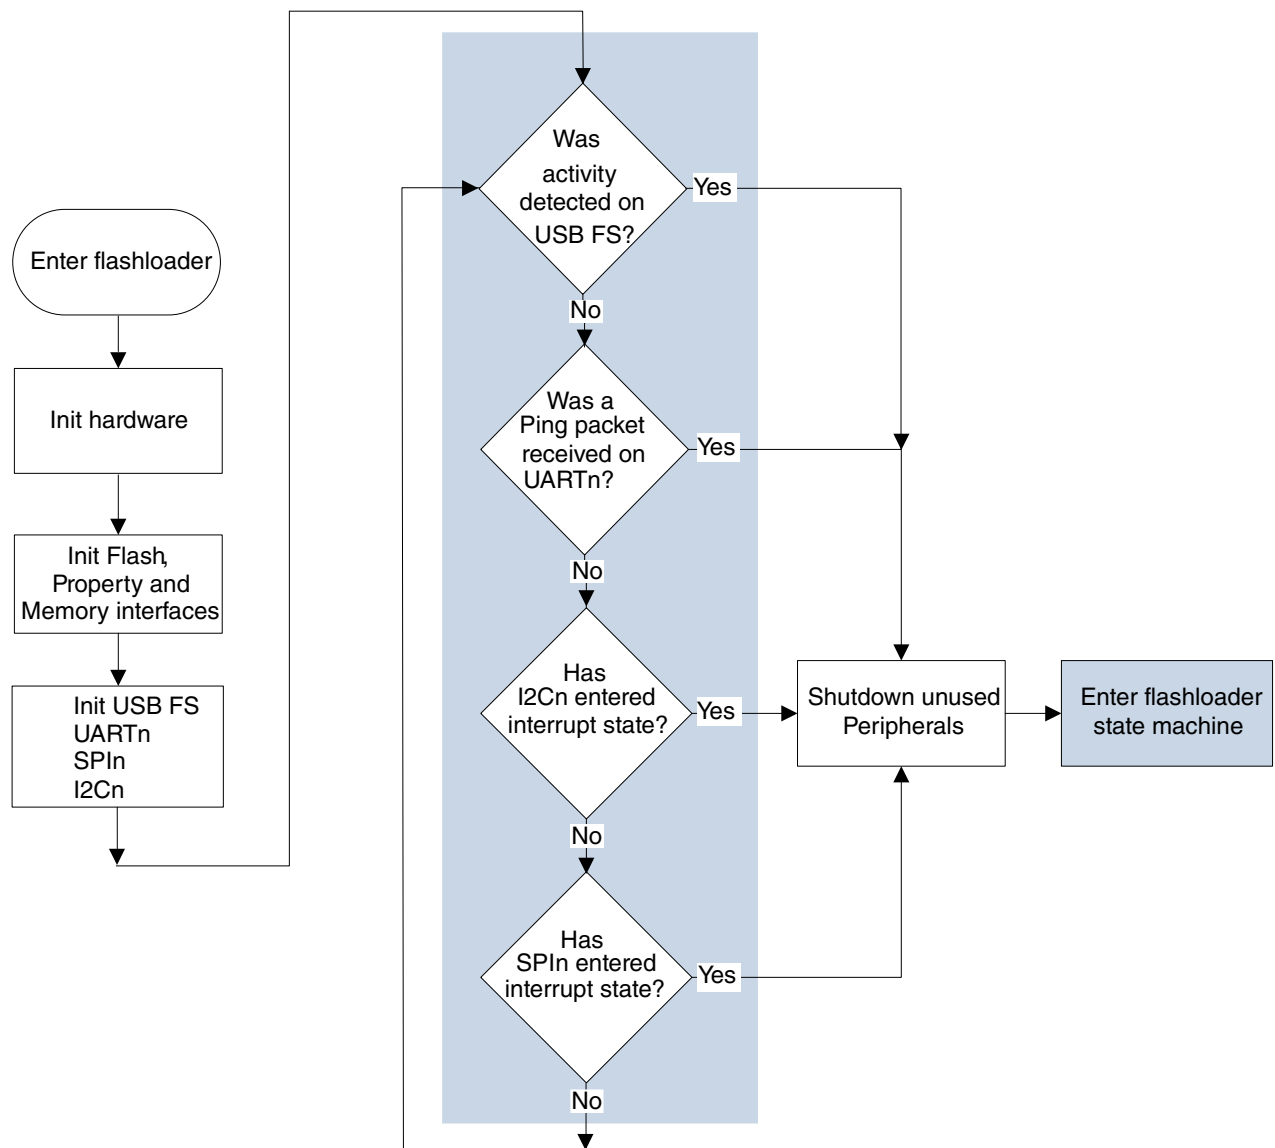 Enter flashloader
Init hardware
Init Flash,
Property and
Memory interfaces
Init USB FS
UARTn
SPIn
I2Cn
Was
activity
detected on
USB FS?
Yes
No
Was a
Ping packet
received on
UARTn?
Yes
No
Has
I2Cn entered
interrupt state?
Yes
No
Has
SPIn entered
interrupt state?
Yes
No
Shutdown unused
Peripherals
Enter flashloader
state machine